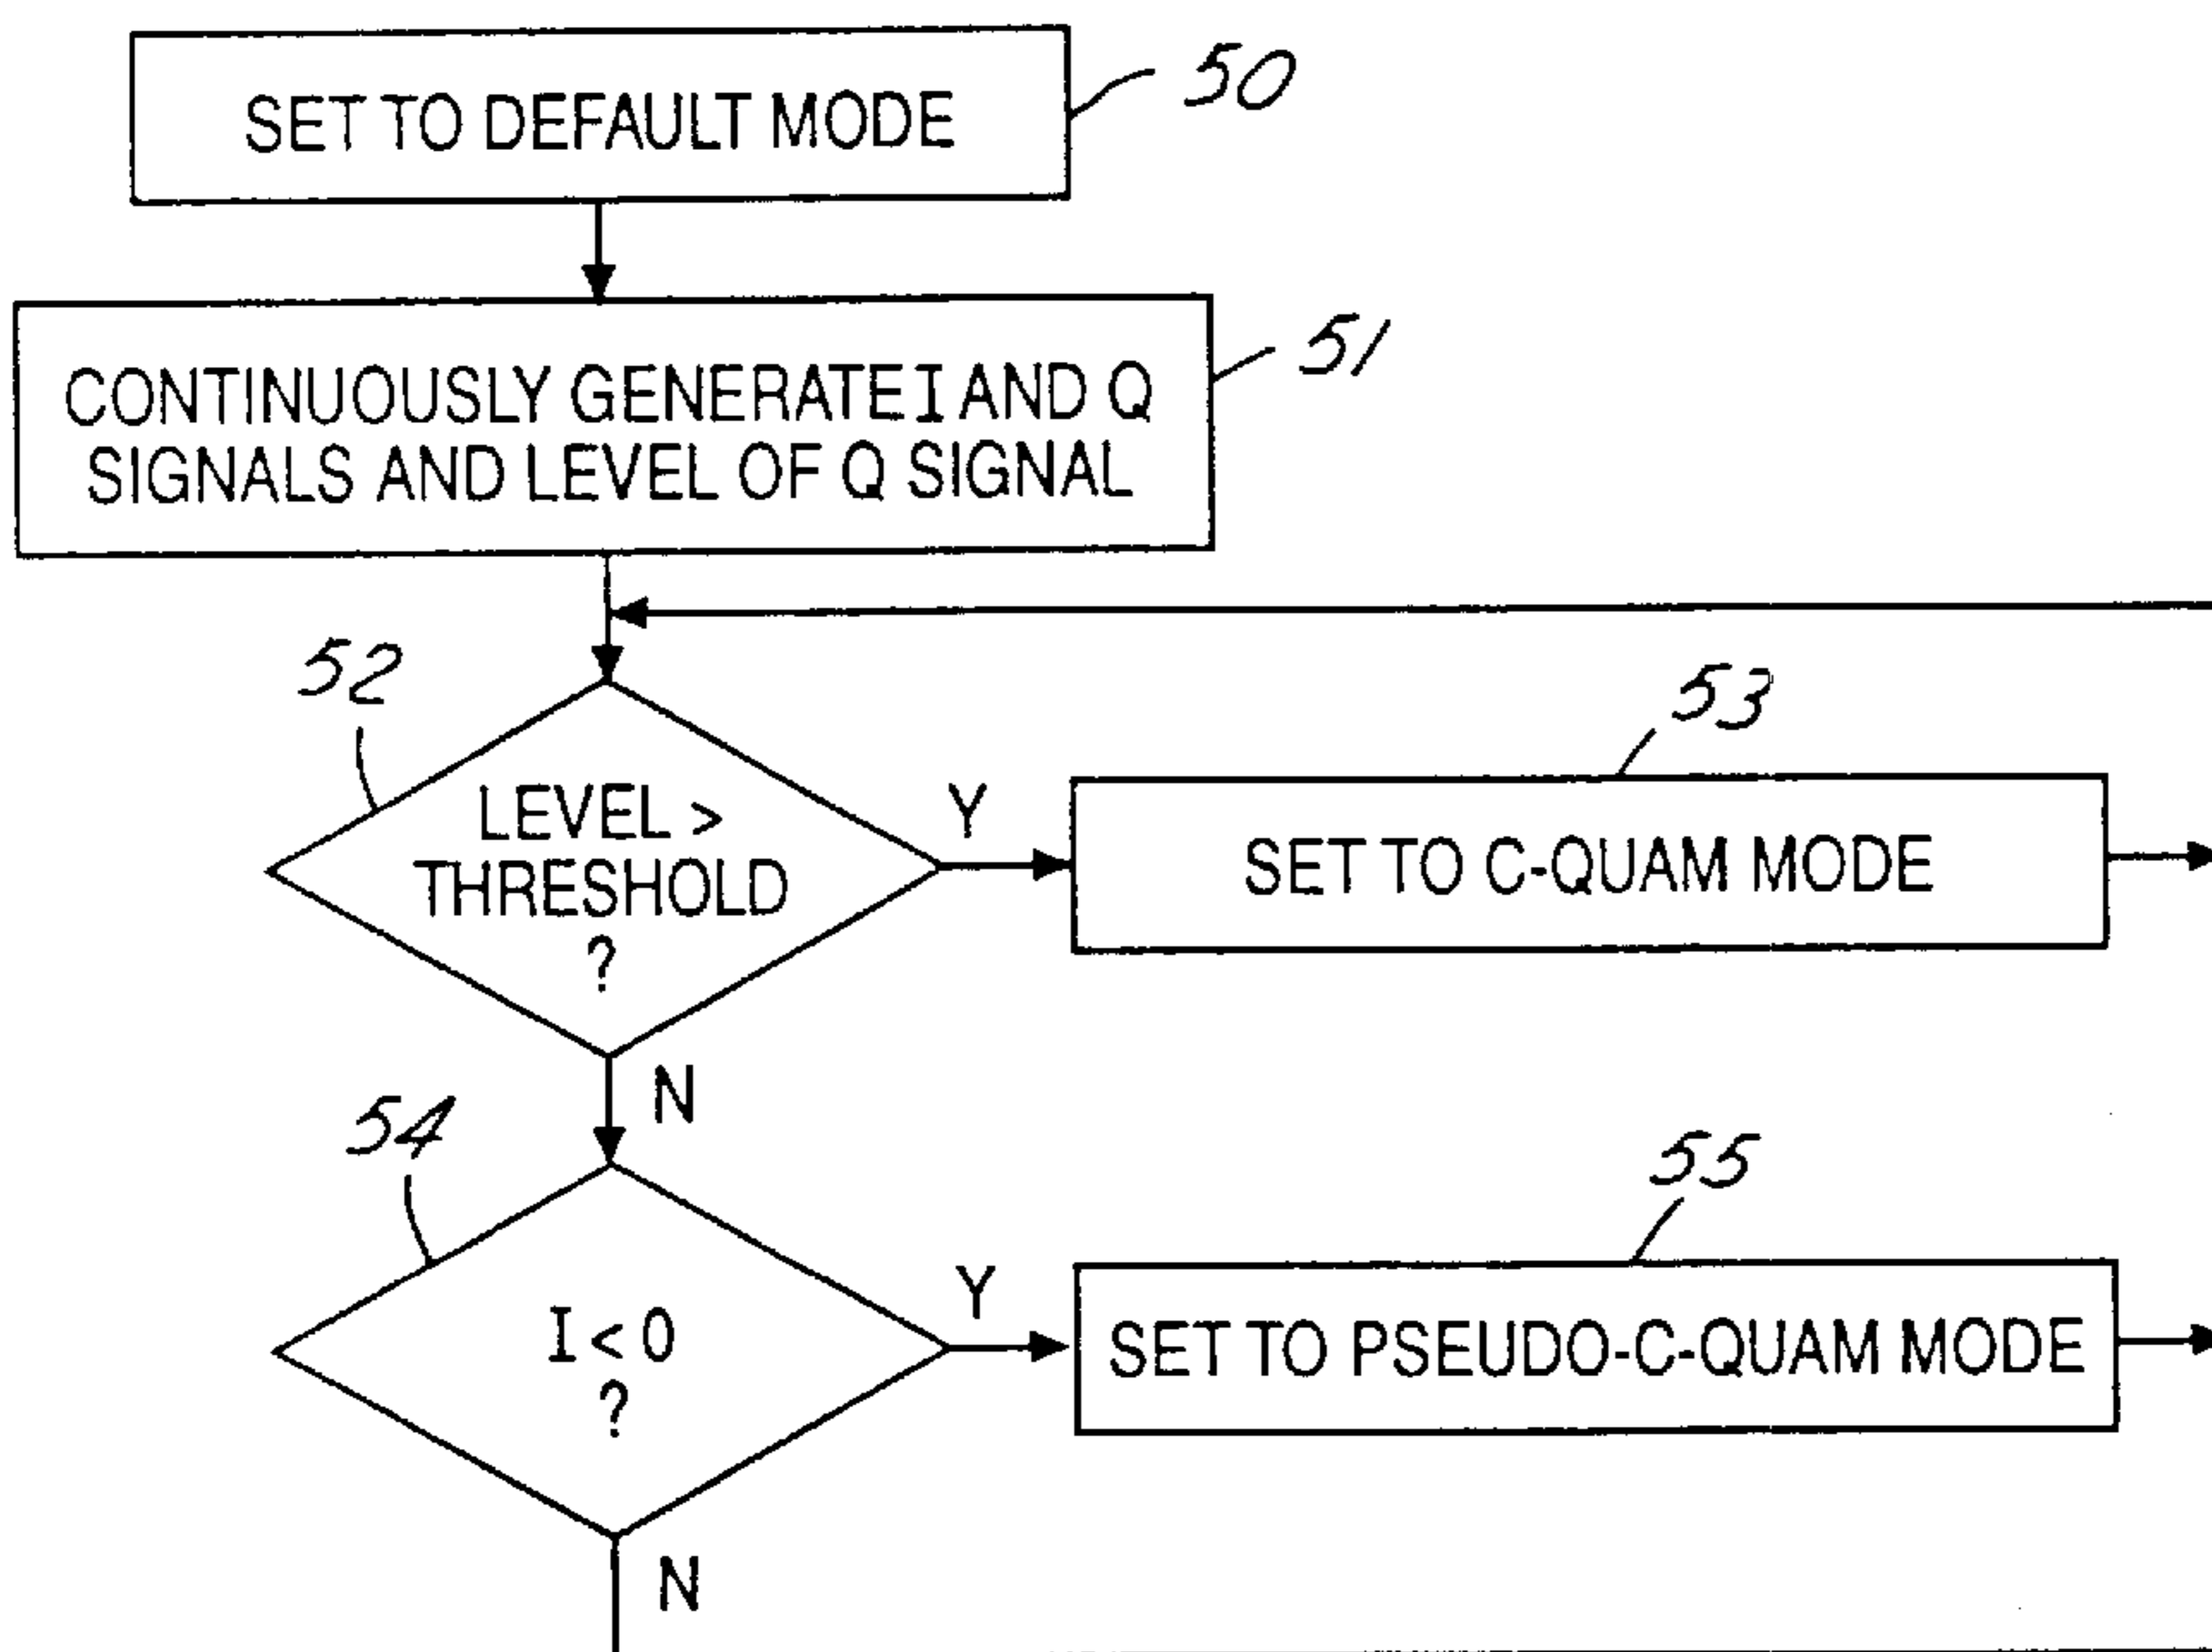 SET TO DEFAULT MODE
50
CONTINUOUSLY GENERATE I AND Q
SIGNALS AND LEVEL OF Q SIGNAL
51
52
LEVEL >
THRESHOLD
?
Y
53
SET TO C-QUAM MODE
N
54
I < 0
?
Y
55
SET TO PSEUDO-C-QUAM MODE
N